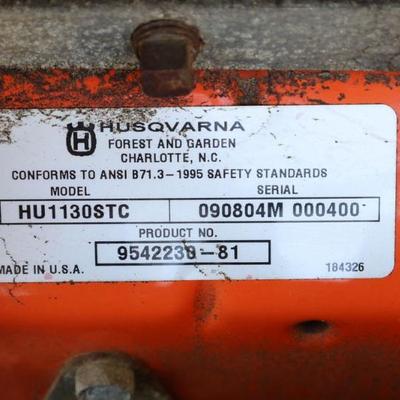 HUSQVARNA
FOREST AND GARDEN
CHARLOTTE, N.C.
CONFORMS TO ANSI B71.3-1995 SAFETY STANDARDS
MODEL SERIAL
HU1130STC 090804M 000400
PRODUCT NO.
9542230-81
MADE IN U.S.A. 184326